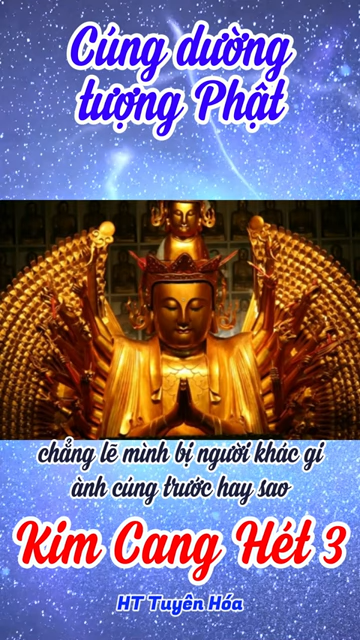 Cúng dường
tượng Phật
chẳng lẽ mình bị người khác gi
ành cúng trước hay sao
Kim Cang Hét 3
HT Tuyên Hóa